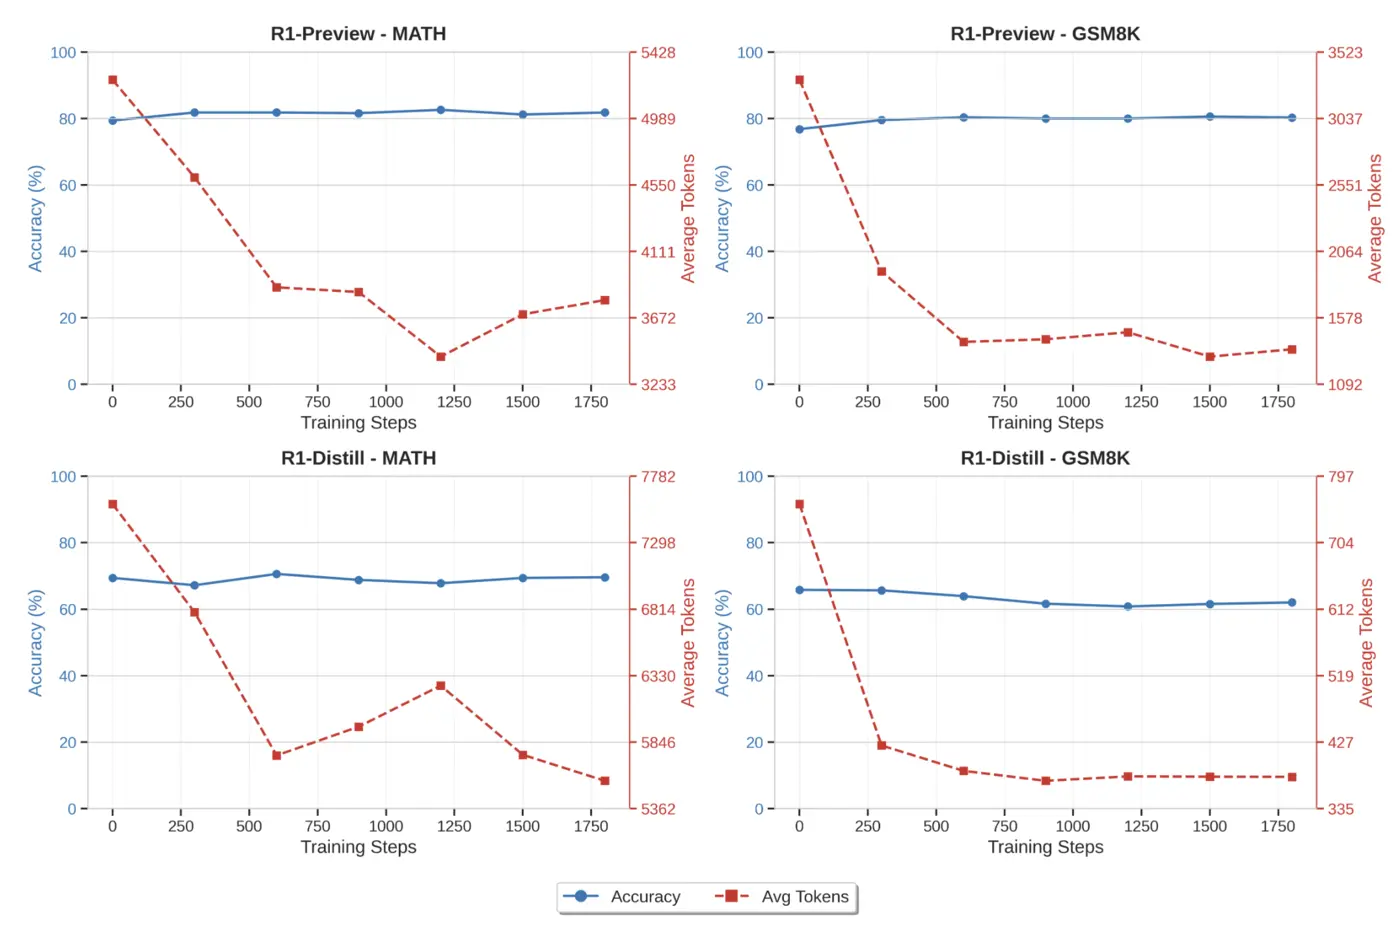 R1-Preview - MATH
100
80
60
40
20
0
Accuracy (%)
5428
4989
4550
4111
3672
3233
Average Tokens
0 250 500 750 1000 1250 1500 1750
Training Steps
R1-Preview - GSM8K
100
80
60
40
20
0
Accuracy (%)
3523
3037
2551
2064
1578
1092
Average Tokens
0 250 500 750 1000 1250 1500 1750
Training Steps
R1-Distill - MATH
100
80
60
40
20
0
Accuracy (%)
7782
7298
6814
6330
5846
5362
Average Tokens
0 250 500 750 1000 1250 1500 1750
Training Steps
R1-Distill - GSM8K
100
80
60
40
20
0
Accuracy (%)
797
704
612
519
427
335
Average Tokens
0 250 500 750 1000 1250 1500 1750
Training Steps
Accuracy Avg Tokens